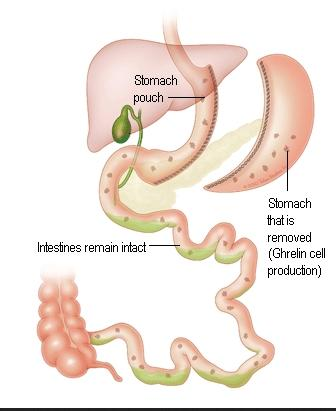 Stomach
pouch
Stomach
that is
removed
(Ghrelin cell
production)
Intestines remain intact